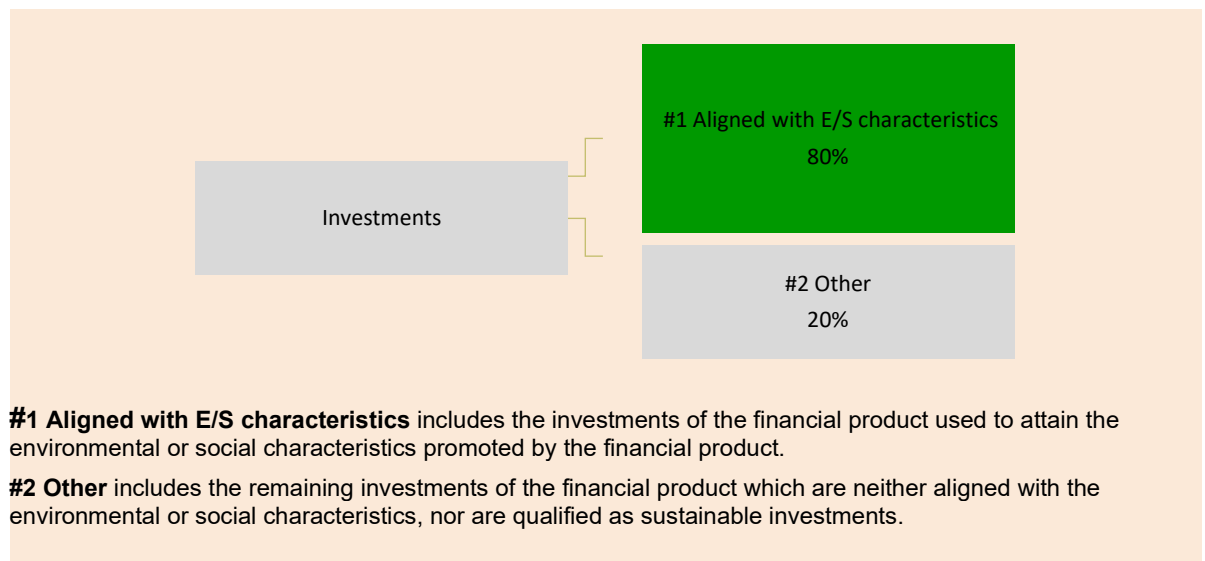 #1 Aligned with E/S characteristics
80%
Investments
#2 Other
20%
#1 Aligned with E/S characteristics includes the investments of the financial product used to attain the
environmental or social characteristics promoted by the financial product.
#2 Other includes the remaining investments of the financial product which are neither aligned with the
environmental or social characteristics, nor are qualified as sustainable investments.